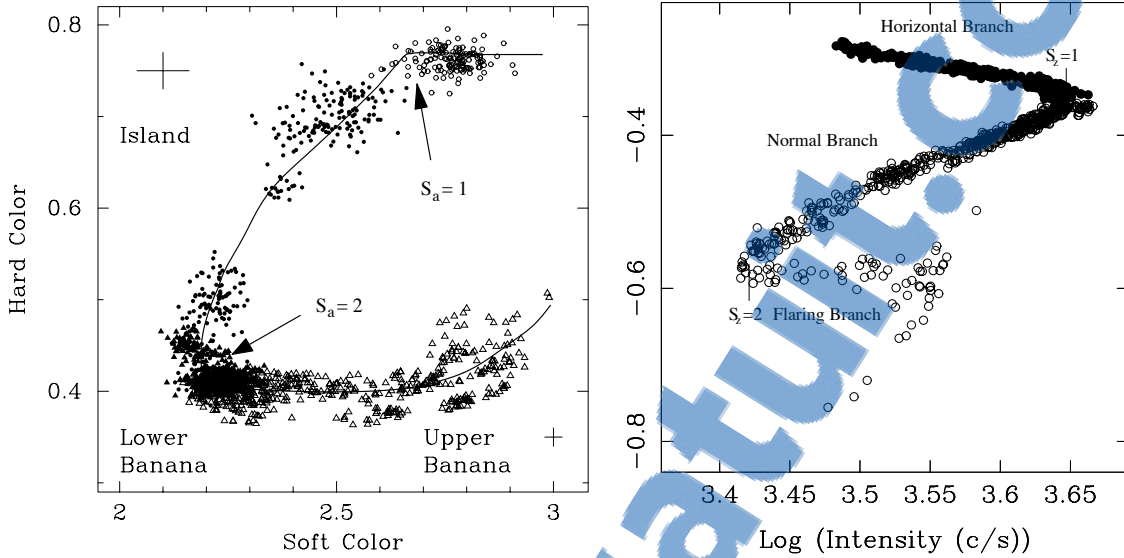 0.8
0.6
0.4
Hard Color
Island
Sa = 1
Sa = 2
Lower
Banana
Upper
Banana
2
2.5
3
Soft Color
Horizontal Branch
Sz=1
Normal Branch
Sz=2 Flaring Branch
−0.4
−0.6
−0.8
3.4
3.45
3.5
3.55
3.6
3.65
Log (Intensity (c/s))